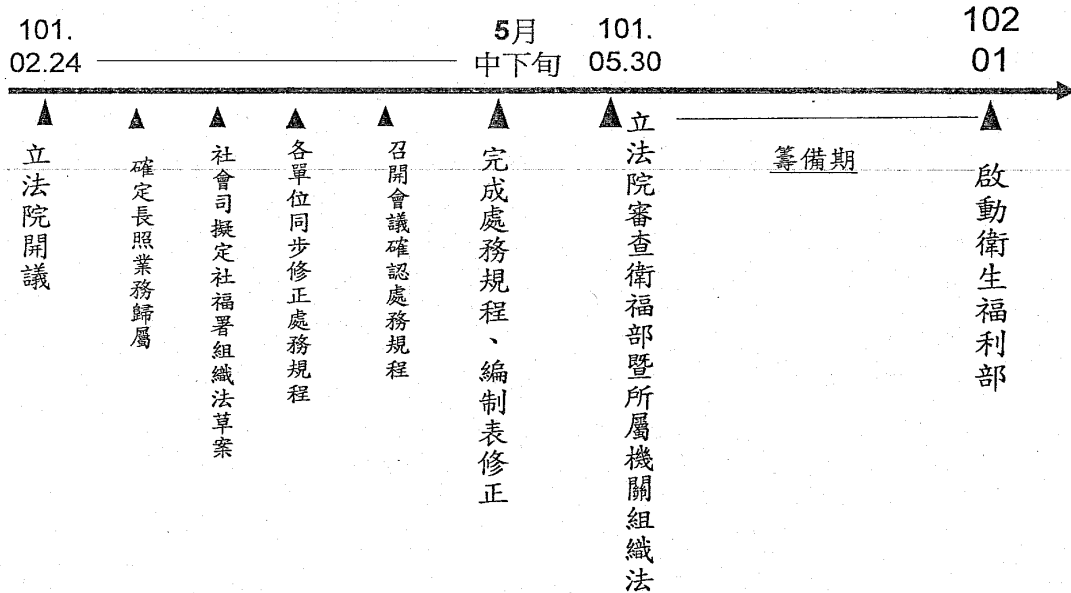 101.
02.24
5月
中下旬
101.
05.30
102
01
立法院開議
確定長照業務歸屬
社會司擬定社福署組織法草案
各單位同步修正處務規程
召開會議確認處務規程
完成處務規程、編制表修正
立法院審查衛福部暨所屬機關組織法
籌備期
啟動衛生福利部